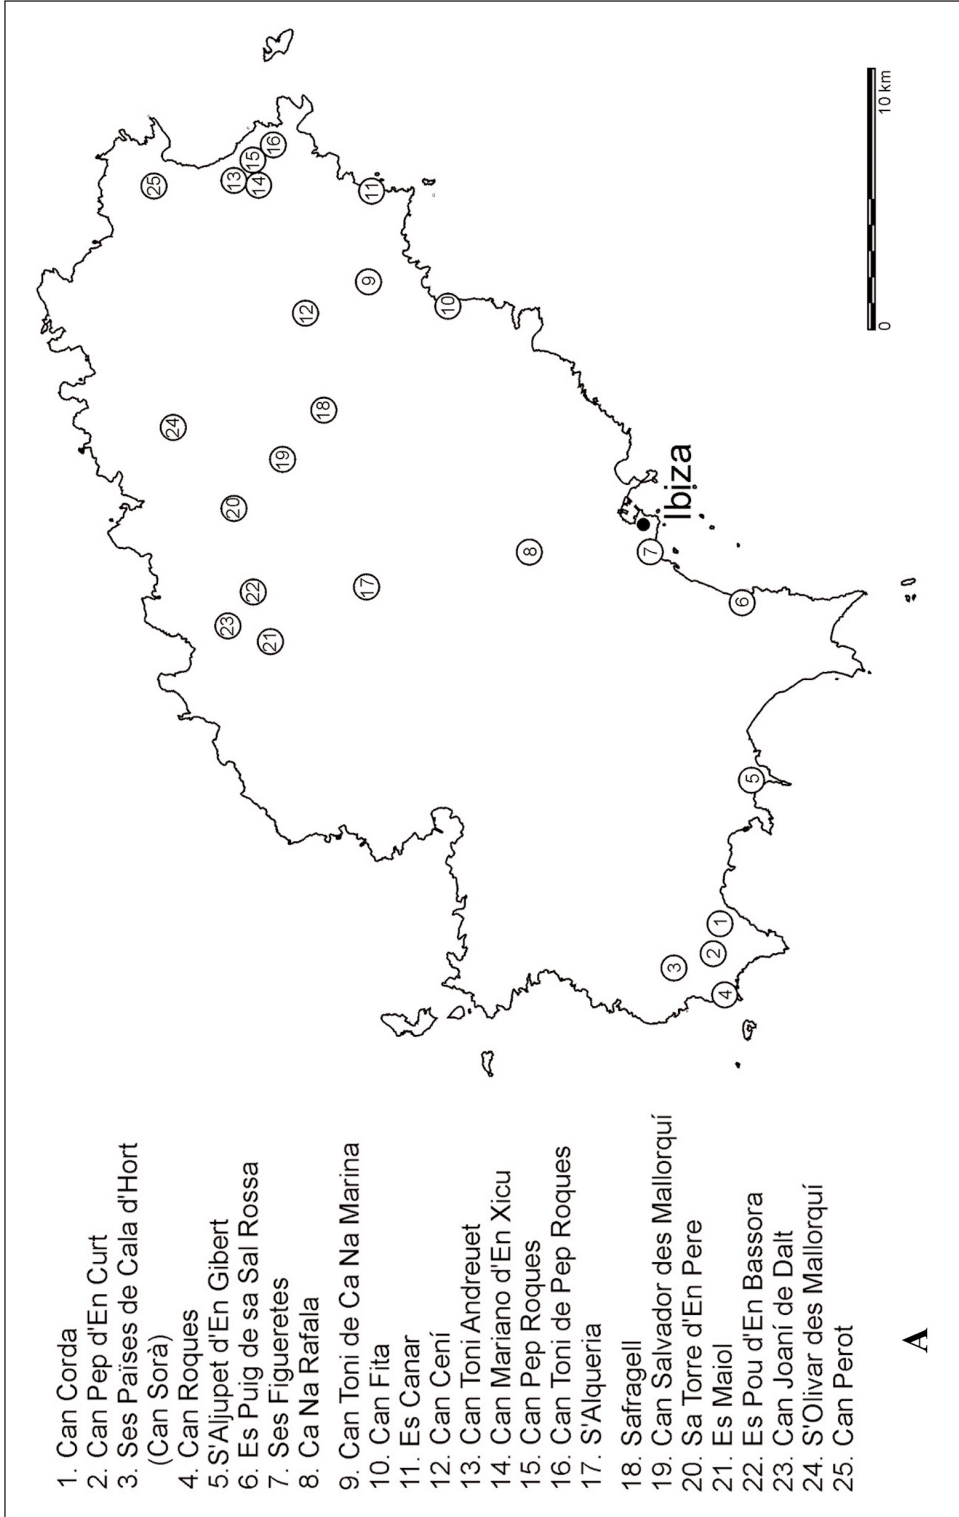 1. Can Corda
2. Can Pep d'En Curt
3. Ses Païses de Cala d'Hort
(Can Sorà)
4. Can Roques
5.S'Aljupet d'En Gibert
6. Es Puig de sa Sal Rossa
7. Ses Figueretes
8. Ca Na Rafala
9. Can Toni de Ca Na Marina
10. Can Fita
11. Es Canar
12. Can Cení
13. Can Toni Andreuet
14. Can Mariano d'En Xicu
15. Can Pep Roques
16. Can Toni de Pep Roques
17. S'Alqueria
18. Safragell
19. Can Salvador des Mallorquí
20. Sa Torre d'En Pere
21. Es Maiol
22. Es Pou d'En Bassora
23. Can Joaní de Dalt
24. S'Olivar des Mallorquí
25. Can Perot
A
25
13
15
16
14
11
9
12
10
24
18
19
20
8
17
22
23
21
Ibiza
7
6
5
1
2
3
4
0
10 km